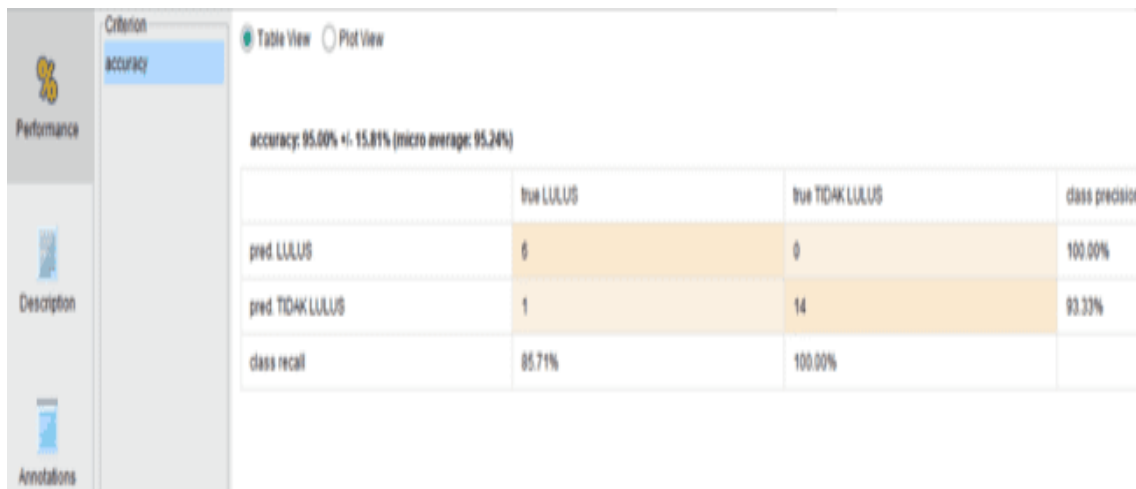 Criterion
accuracy
Performance
Description
Annotations
Table View Plot View
accuracy: 95.00% +/- 15.81% (micro average: 95.24%)
true LULUS true TIDAK LULUS class precision
pred. LULUS 6 0 100.00%
pred. TIDAK LULUS 1 14 93.33%
class recall 85.71% 100.00%